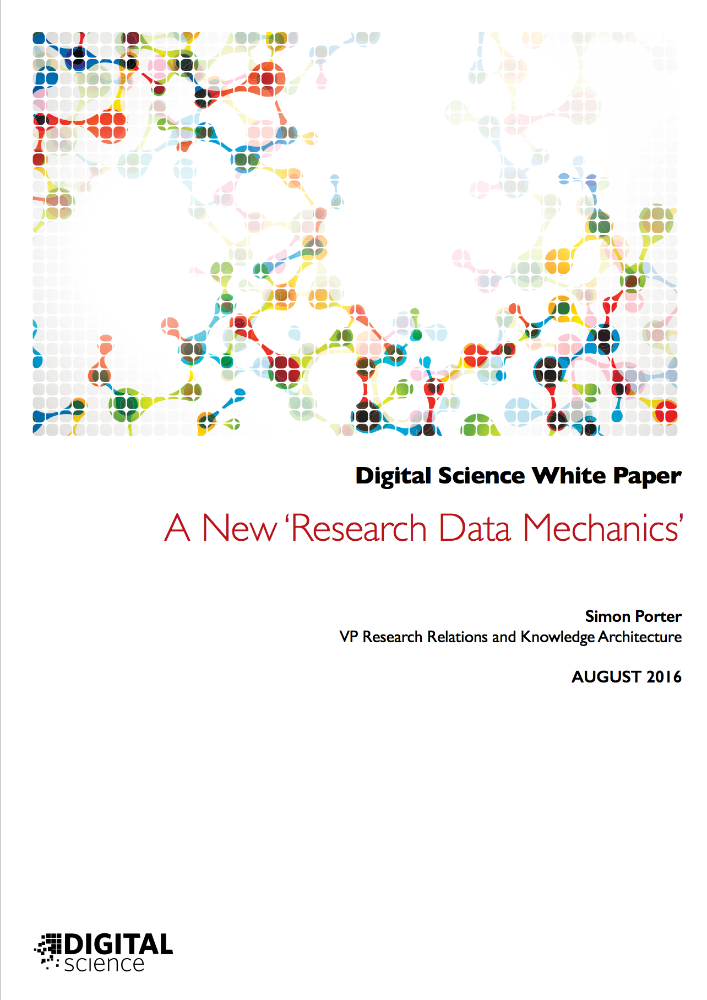 Digital Science White Paper
A New ‘Research Data Mechanics’
Simon Porter
VP Research Relations and Knowledge Architecture
AUGUST 2016
DIGITAL
science